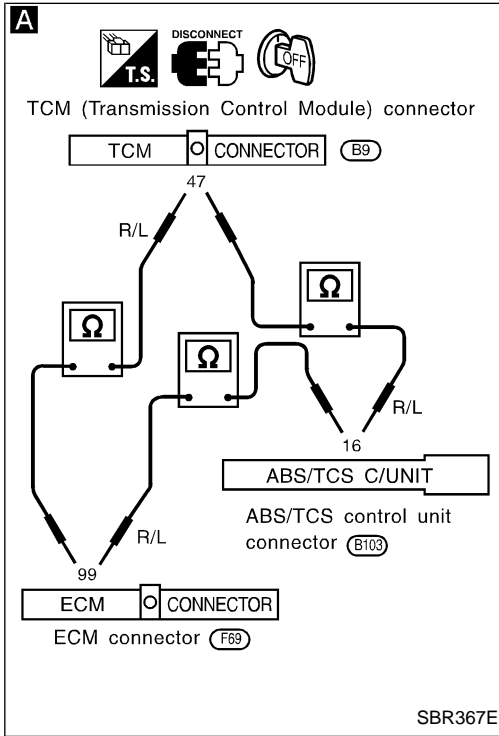 A
T.S.
DISCONNECT
OFF
TCM (Transmission Control Module) connector
TCM CONNECTOR B9
47
R/L
Ω
Ω
Ω
R/L
16
ABS/TCS C/UNIT
ABS/TCS control unit
connector B103
R/L
99
ECM CONNECTOR
ECM connector F69
SBR367E